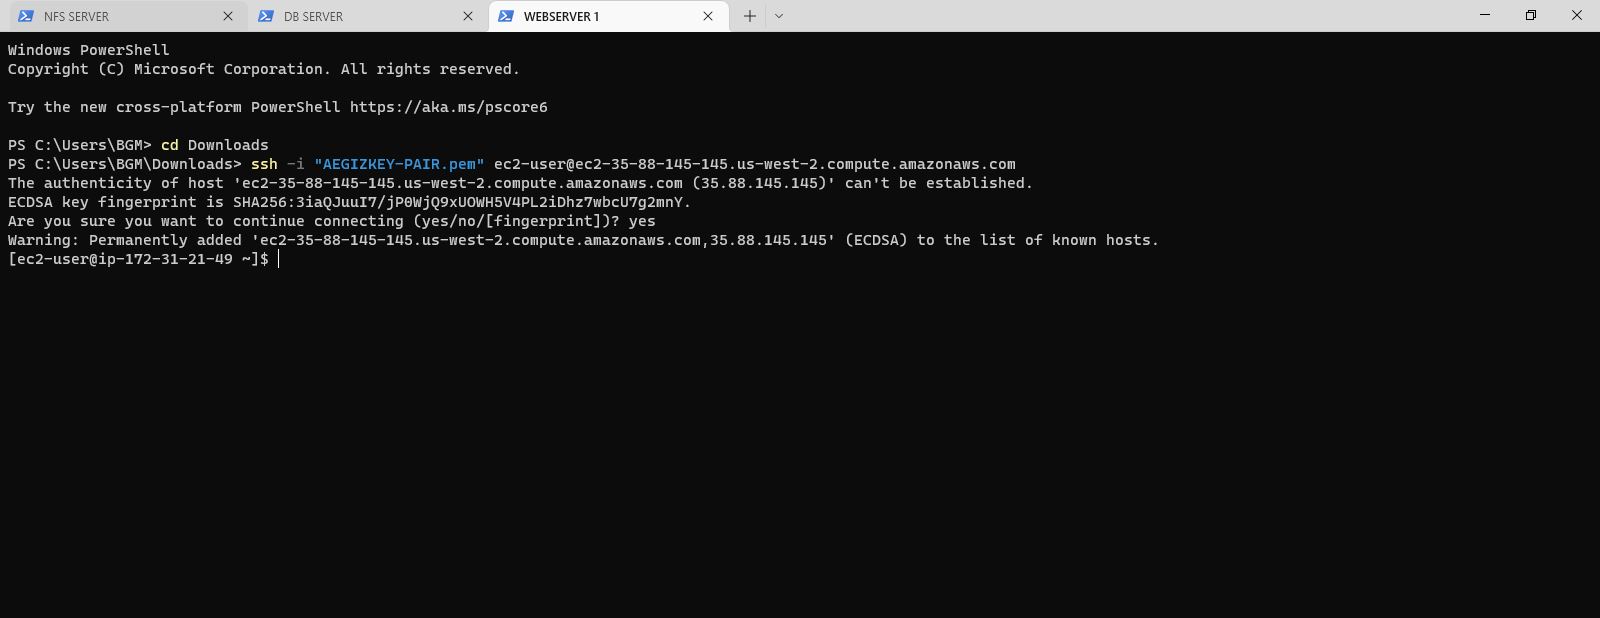 NFS SERVER
DB SERVER
WEBSERVER 1
Windows PowerShell
Copyright (C) Microsoft Corporation. All rights reserved.
Try the new cross-platform PowerShell https://aka.ms/pscore6
PS C:\Users\BGM> cd Downloads
PS C:\Users\BGM\Downloads> ssh -i "AEGIZKEY-PAIR.pem" ec2-user@ec2-35-88-145-145.us-west-2.compute.amazonaws.com
The authenticity of host 'ec2-35-88-145-145.us-west-2.compute.amazonaws.com (35.88.145.145)' can't be established.
ECDSA key fingerprint is SHA256:3iaQJuuI7/jP0WjQ9xUOWH5V4PL2iDhz7wbcU7g2mnY.
Are you sure you want to continue connecting (yes/no/[fingerprint])? yes
Warning: Permanently added 'ec2-35-88-145-145.us-west-2.compute.amazonaws.com,35.88.145.145' (ECDSA) to the list of known hosts.
[ec2-user@ip-172-31-21-49 ~]$